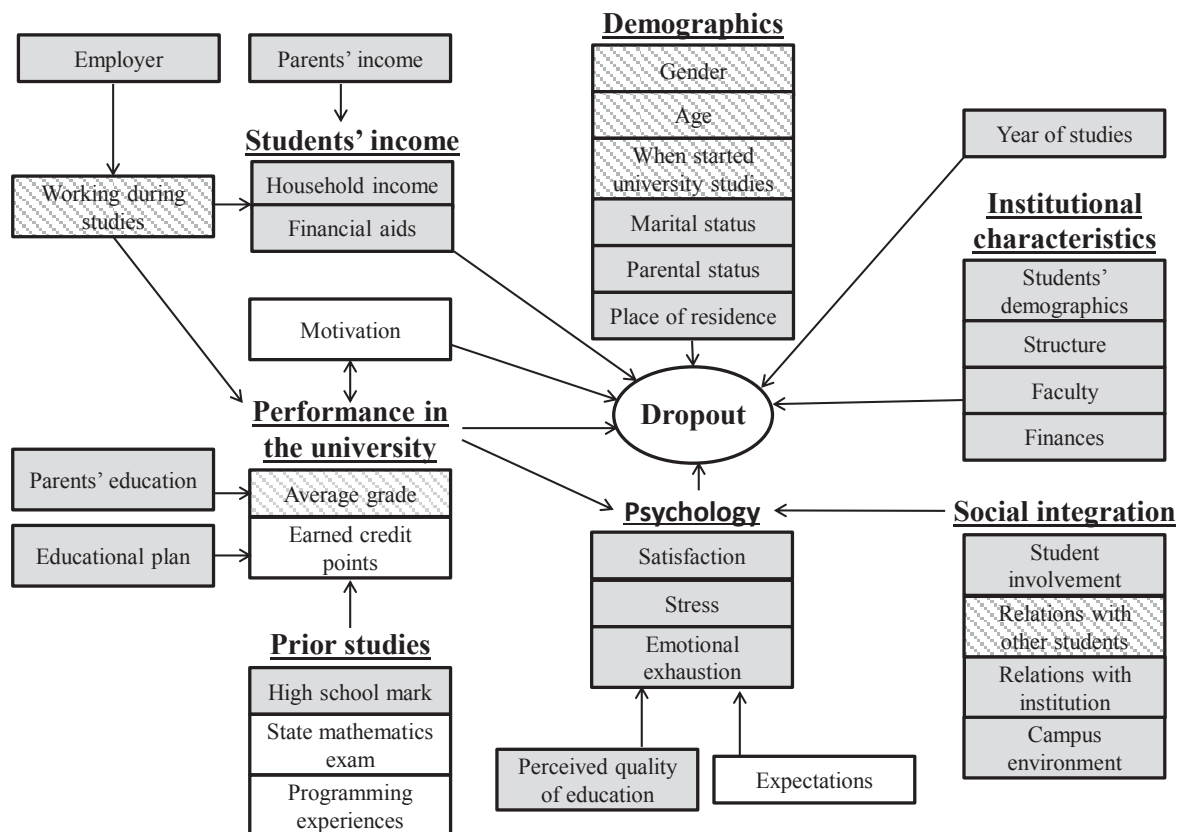 Employer
Parents’ income
Students’ income
Household income
Financial aids
Working during
studies
Demographics
Gender
Age
When started
university studies
Marital status
Parental status
Place of residence
Year of studies
Institutional
characteristics
Students’
demographics
Structure
Faculty
Finances
Motivation
Dropout
Performance in
the university
Average grade
Earned credit
points
Parents’ education
Educational plan
Prior studies
High school mark
State mathematics
exam
Programming
experiences
Psychology
Satisfaction
Stress
Emotional
exhaustion
Perceived quality
of education
Expectations
Social integration
Student
involvement
Relations with
other students
Relations with
institution
Campus
environment